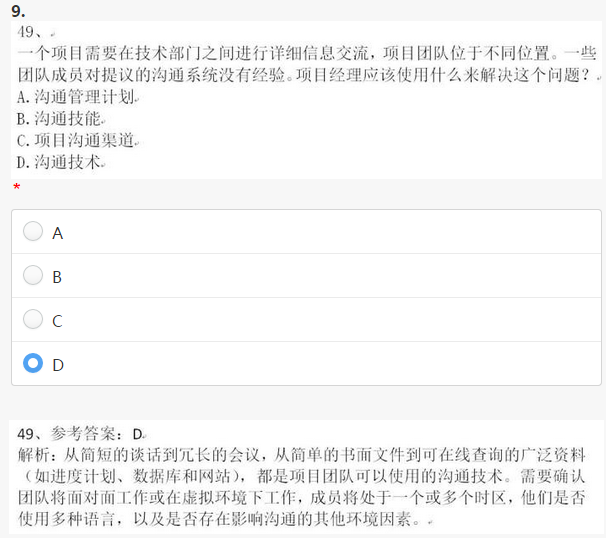 9.
49、
一个项目需要在技术部门之间进行详细信息交流，项目团队位于不同位置。一些
团队成员对提议的沟通系统没有经验。项目经理应该使用什么来解决这个问题？
A.沟通管理计划
B.沟通技能
C.项目沟通渠道
D.沟通技术
*
A
B
C
D
49、参考答案：D
解析：从简短的谈话到冗长的会议，从简单的书面文件到可在线查询的广泛资料
（如进度计划、数据库和网站），都是项目团队可以使用的沟通技术。需要确认
团队将面对面工作或在虚拟环境下工作，成员将处于一个或多个时区，他们是否
使用多种语言，以及是否存在影响沟通的其他环境因素。